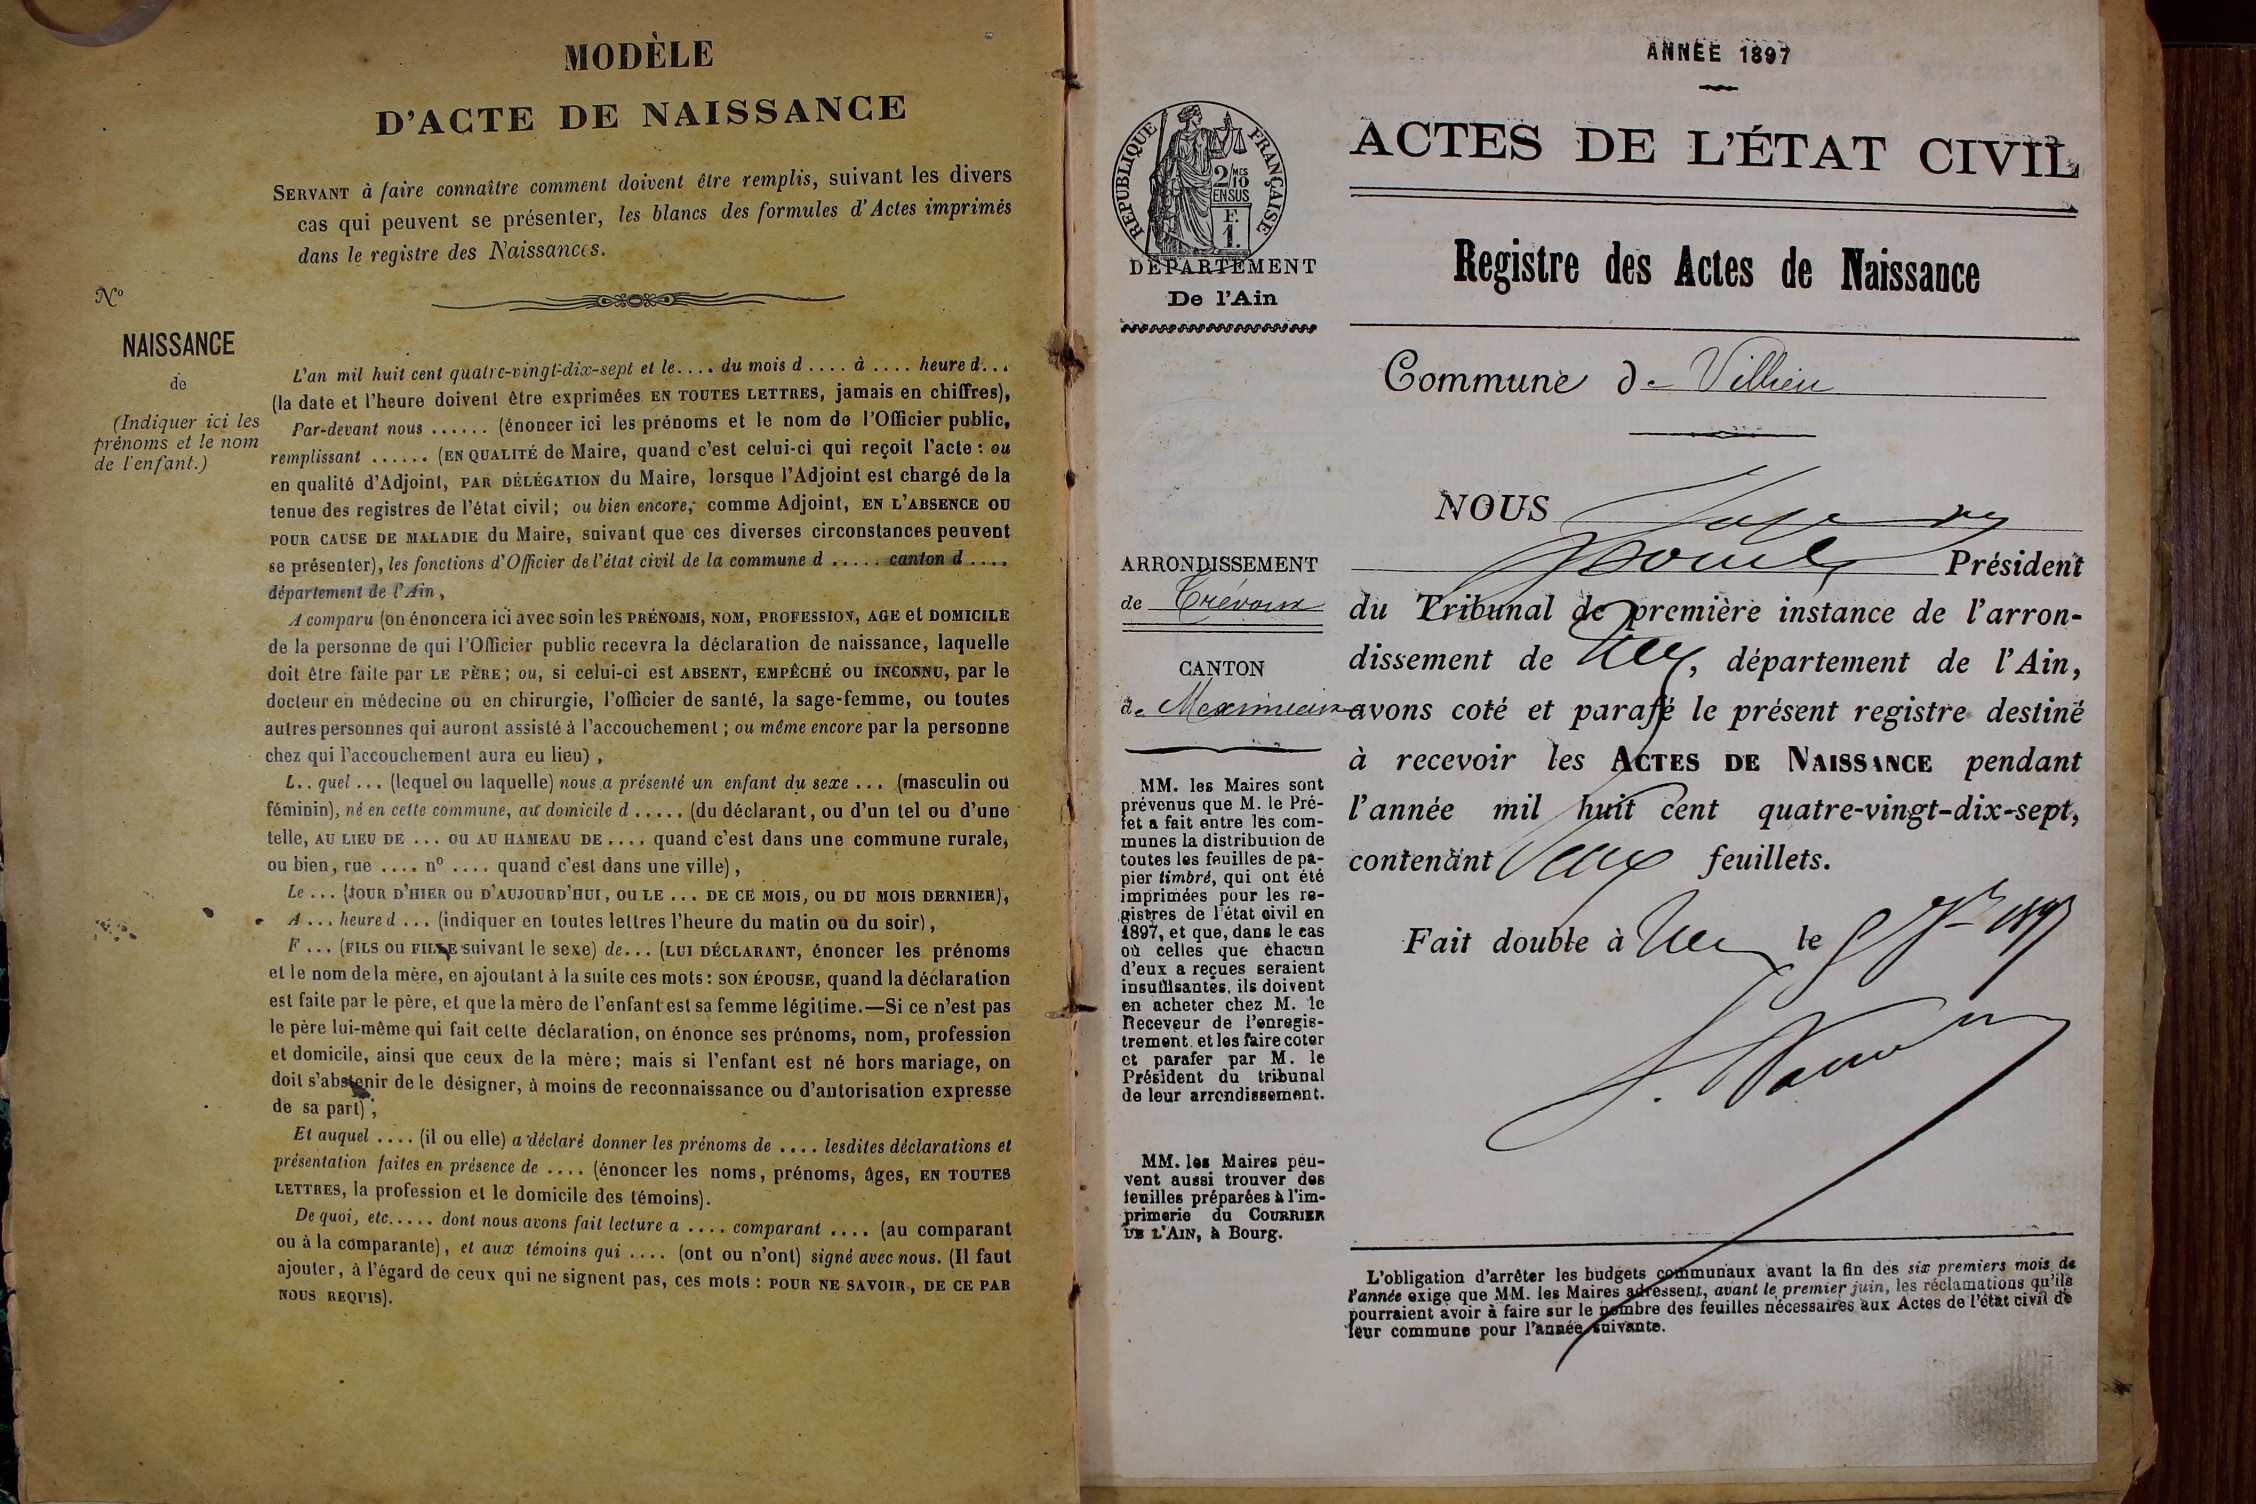 MODÈLE
D'ACTE DE NAISSANCE
SERVANT à faire connaître comment doivent être remplis, suivant les divers
cas qui peuvent se présenter, les blancs des formules d'Actes imprimés
dans le registre des Naissances.
No
NAISSANCE
de
(Indiquer ici les
prénoms et le nom
de l'enfant.)
L'an mil huit cent quatre-vingt-dix-sept et le.... du mois d .... à .... heure d...
(la date et l'heure doivent être exprimées EN TOUTES LETTRES, jamais en chiffres),
Par-devant nous ...... (énoncer ici les prénoms et le nom de l'Officier public,
remplissant ...... (EN QUALITÉ de Maire, quand c'est celui-ci qui reçoit l'acte : ou
en qualité d'Adjoint, PAR DÉLÉGATION du Maire, lorsque l'Adjoint est chargé de la
tenue des registres de l'état civil; ou bien encore, comme Adjoint, EN L'ABSENCE OU
POUR CAUSE DE MALADIE du Maire, suivant que ces diverses circonstances peuvent
se présenter), les fonctions d'Officier de l'état civil de la commune d ..... canton d ....
département de l'Ain,
A comparu (on énoncera ici avec soin les PRÉNOMS, NOM, PROFESSION, AGE et DOMICILE
de la personne de qui l'Officier public recevra la déclaration de naissance, laquelle
doit être faite par LE PÈRE; ou, si celui-ci est ABSENT, EMPÊCHÉ OU INCONNU, par le
docteur en médecine ou en chirurgie, l'officier de santé, la sage-femme, ou toutes
autres personnes qui auront assisté à l'accouchement ; ou même encore par la personne
chez qui l'accouchement aura eu lieu),
L.. quel ... (lequel ou laquelle) nous a présenté un enfant du sexe ... (masculin ou
féminin), né en cette commune, au domicile d ..... (du déclarant, ou d'un tel ou d'une
telle, AU LIEU DE ... OU AU HAMEAU DE .... quand c'est dans une commune rurale,
ou bien, rue .... no .... quand c'est dans une ville),
Le ... (JOUR D'HIER OU D'AUJOURD'HUI, OU LE ... DE CE MOIS, OU DU MOIS DERNIER),
A ... heure d ... (indiquer en toutes lettres l'heure du matin ou du soir),
F ... (FILS OU FILLE suivant le sexe) de... (LUI DÉCLARANT, énoncer les prénoms
et le nom de la mère, en ajoutant à la suite ces mots : SON ÉPOUSE, quand la déclaration
est faite par le père, et que la mère de l'enfant est sa femme légitime.—Si ce n'est pas
le père lui-même qui fait cette déclaration, on énonce ses prénoms, nom, profession
et domicile, ainsi que ceux de la mère; mais si l'enfant est né hors mariage, on
doit s'abstenir de le désigner, à moins de reconnaissance ou d'autorisation expresse
de sa part);
Et auquel .... (il ou elle) a déclaré donner les prénoms de .... lesdites déclarations et
présentation faites en présence de .... (énoncer les noms, prénoms, âges, EN TOUTES
LETTRES, la profession et le domicile des témoins).
De quoi, etc..... dont nous avons fait lecture a .... comparant .... (au comparant
ou à la comparante), et aux témoins qui .... (ont ou n'ont) signé avec nous. (Il faut
ajouter, à l'égard de ceux qui ne signent pas, ces mots : POUR NE SAVOIR, DE CE PAR
NOUS REQUIS).
ANNÉE 1897
RÉPUBLIQUE FRANÇAISE
2/10 MES
EN SUS
F.
1.
DÉPARTEMENT
De l'Ain
ACTES DE L'ÉTAT CIVIL
Registre des Actes de Naissance
Commune de Villieu
NOUS
Président
ARRONDISSEMENT
de Trévoux
CANTON
de Meximieux
du Tribunal de première instance de l'arron-
dissement de , département de l'Ain,
avons coté et parafé le présent registre destiné
à recevoir les ACTES DE NAISSANCE pendant
l'année mil huit cent quatre-vingt-dix-sept,
contenant feuillets.
Fait double à le
MM. les Maires sont
prévenus que M. le Pré-
fet a fait entre les com-
munes la distribution de
toutes les feuilles de pa-
pier timbré, qui ont été
imprimées pour les re-
gistres de l'état civil en
1897, et que, dans le cas
où celles que chacun
d'eux a reçues seraient
insuffisantes, ils doivent
en acheter chez M. le
Receveur de l'enregis-
trement, et les faire coter
et parafer par M. le
Président du tribunal
de leur arrondissement.
MM. les Maires peu-
vent aussi trouver des
feuilles préparées à l'im-
primerie du COURRIER
DE L'AIN, à Bourg.
L'obligation d'arrêter les budgets communaux avant la fin des six premiers mois de
l'année exige que MM. les Maires adressent, avant le premier juin, les réclamations qu'ils
pourraient avoir à faire sur le nombre des feuilles nécessaires aux Actes de l'état civil de
leur commune pour l'année suivante.